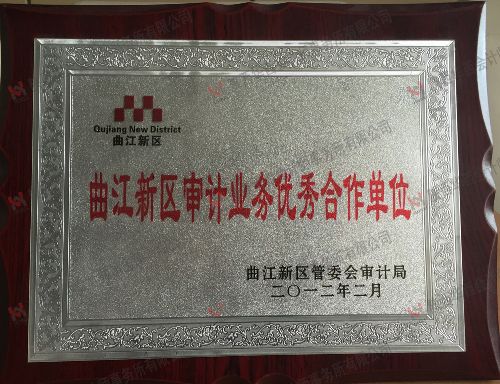 Qujiang New District
曲江新区
曲江新区审计业务优秀合作单位
曲江新区管委会审计局
二〇一二年二月